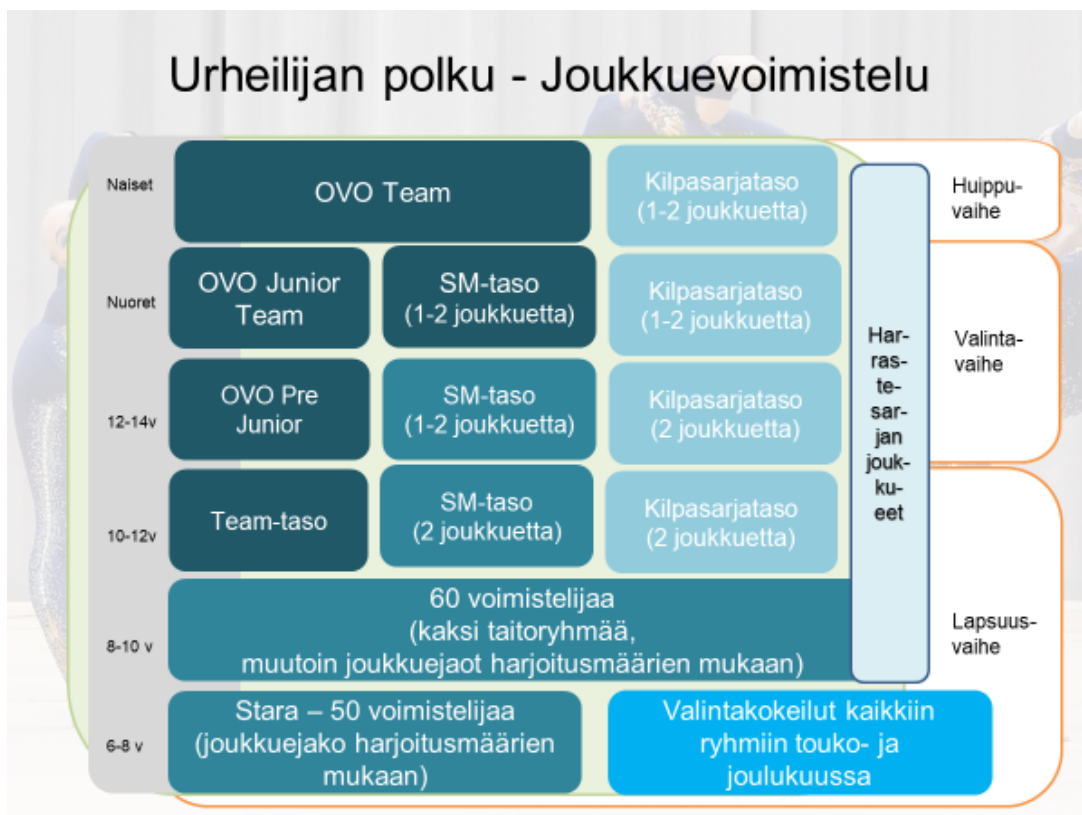 Urheilijan polku - Joukkuevoimistelu
Naiset
OVO Team
Kilpasarjataso
(1-2 joukkuetta)
Huippu-
vaihe
Nuoret
OVO Junior
Team
SM-taso
(1-2 joukkuetta)
Kilpasarjataso
(1-2 joukkuetta)
Har-
ras-
te-
sar-
jan
jouk-
ku-
eet
Valinta-
vaihe
12-14v
OVO Pre
Junior
SM-taso
(1-2 joukkuetta)
Kilpasarjataso
(2 joukkuetta)
10-12v
Team-taso
SM-taso
(2 joukkuetta)
Kilpasarjataso
(2 joukkuetta)
8-10 v
60 voimistelijaa
(kaksi taitoryhmää,
muutoin joukkuejaot harjoitusmäärien mukaan)
Lapsuus-
vaihe
6-8 v
Stara – 50 voimistelijaa
(joukkuejako harjoitusmäärien
mukaan)
Valintakokeilut kaikkiin
ryhmiin touko- ja
joulukuussa